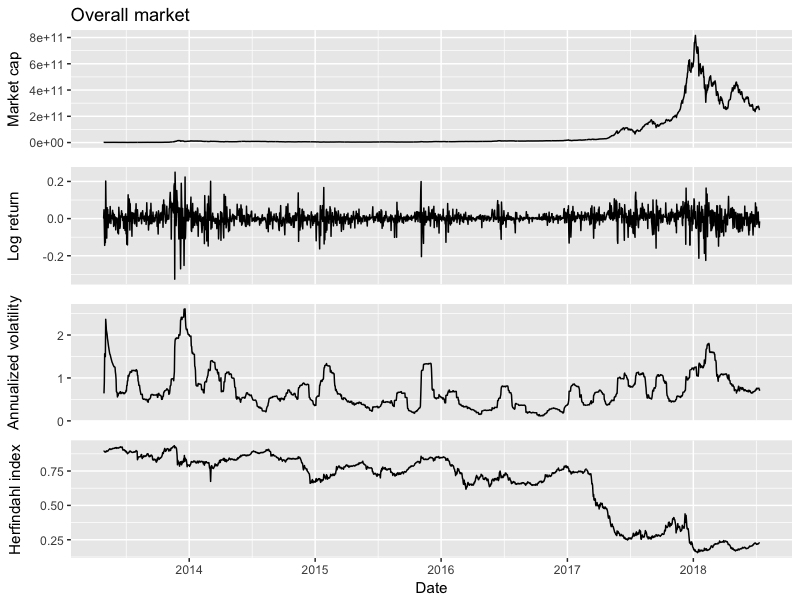 Overall market
Market cap
8e+11
6e+11
4e+11
2e+11
0e+00
Log return
0.2
0.0
-0.2
Annualized volatility
2
1
0
Herfindahl index
0.75
0.50
0.25
2014 2015 2016 2017 2018
Date